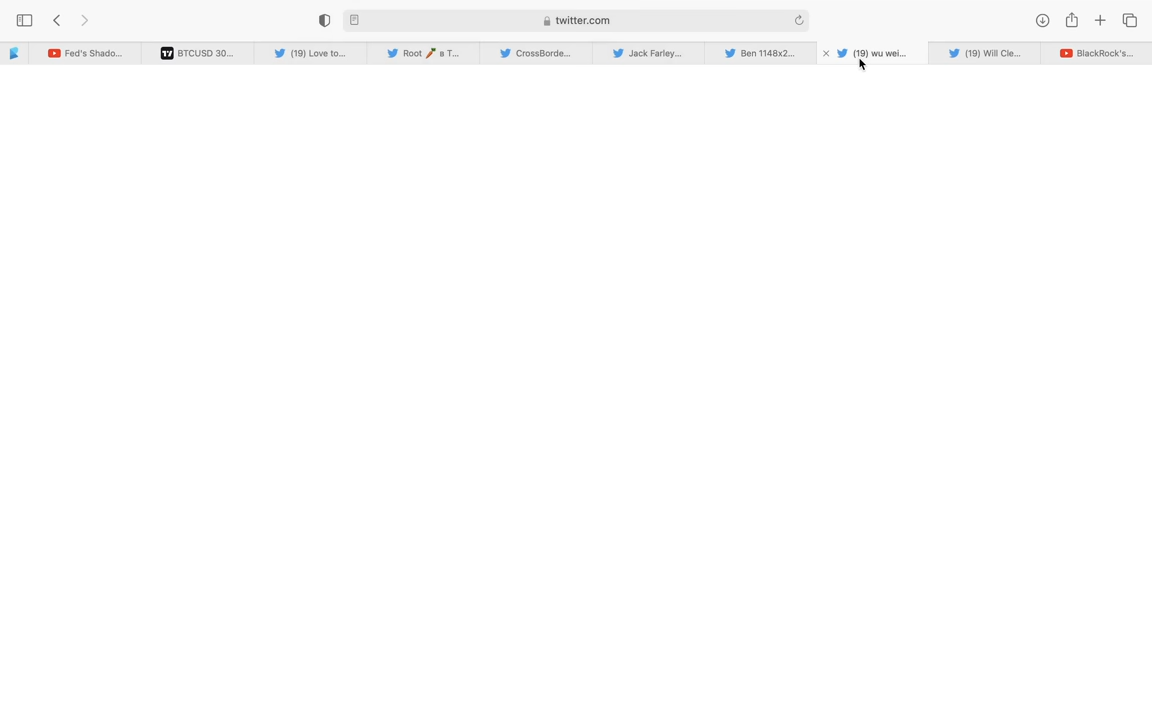 twitter.com
Fed's Shado...
BTCUSD 30...
(19) Love to...
Root 🥕 в T...
CrossBorde...
Jack Farley...
Ben 1148x2...
(19) wu wei...
(19) Will Cle...
BlackRock's...